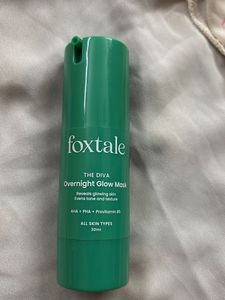 foxtale
THE DIVA
Overnight Glow Mask
Reveals glowing skin
Evens tone and texture
AHA + PHA + Provitamin B5
ALL SKIN TYPES
30ml